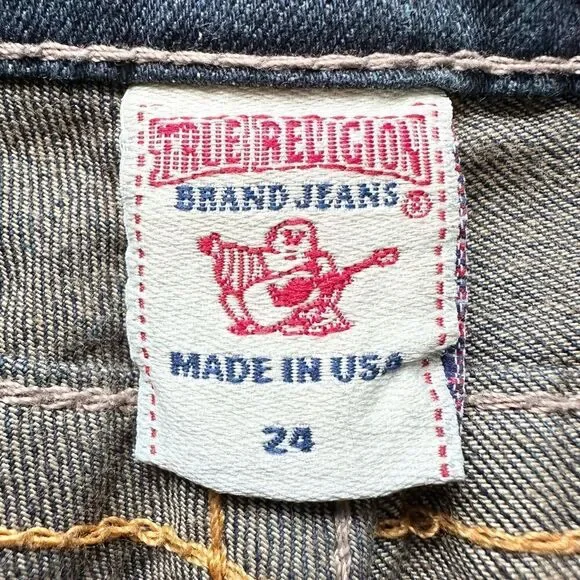 TRUE RELIGION
BRAND JEANS ®
MADE IN USA
24